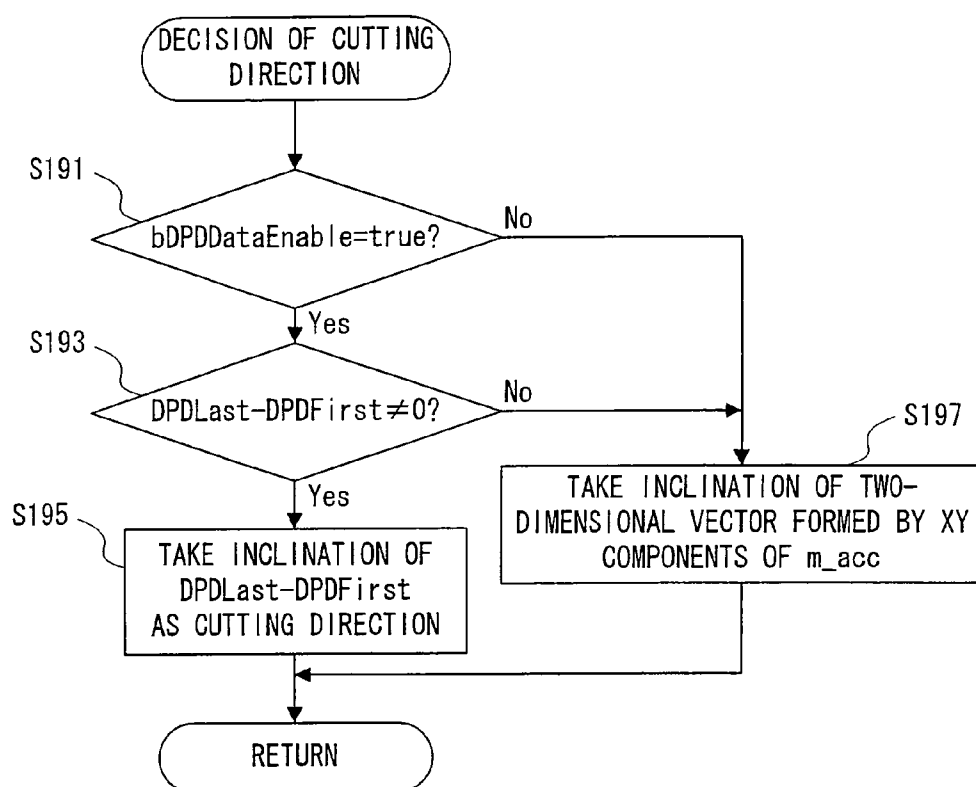 DECISION OF CUTTING
DIRECTION
S191
bDPDDataEnable=true?
No
Yes
S193
DPDLast-DPDFirst≠0?
No
Yes
S195
TAKE INCLINATION OF
DPDLast-DPDFirst
AS CUTTING DIRECTION
S197
TAKE INCLINATION OF TWO-
DIMENSIONAL VECTOR FORMED BY XY
COMPONENTS OF m_acc
RETURN